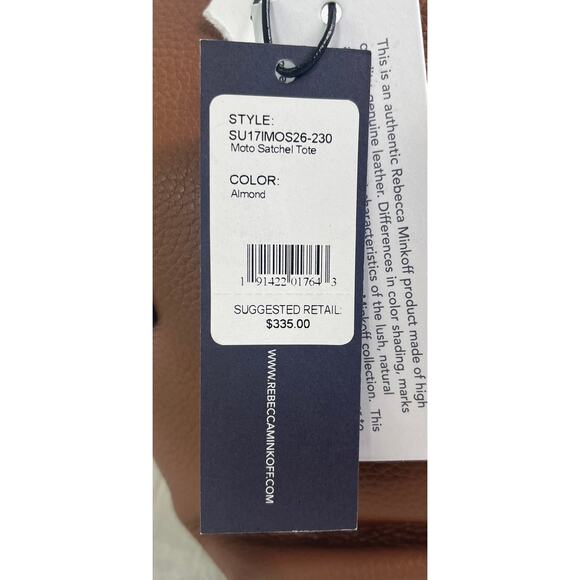 STYLE:
SU17IMOS26-230
Moto Satchel Tote
COLOR:
Almond
1 91422 01764 3
SUGGESTED RETAIL:
$335.00
WWW.REBECCAMINKOFF.COM
This is an authentic Rebecca Minkoff product made of high
genuine leather. Differences in color shading, marks
characteristics of the lush, natural
Minkoff collection. This
to